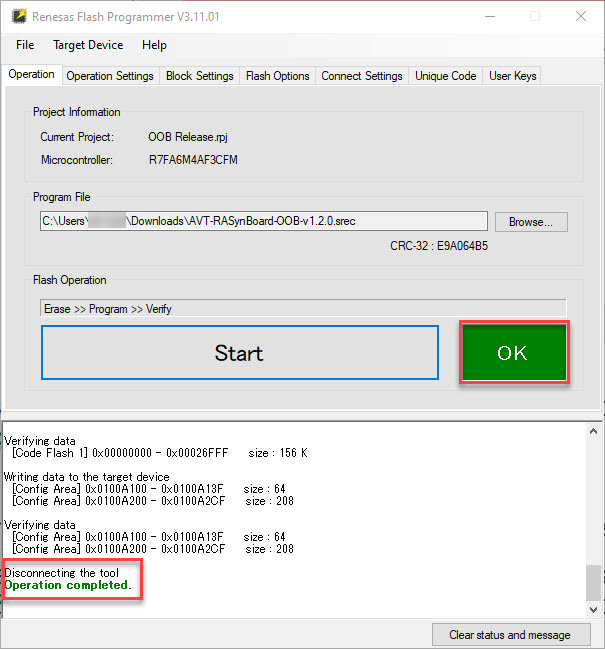 Renesas Flash Programmer V3.11.01
File Target Device Help
Operation Operation Settings Block Settings Flash Options Connect Settings Unique Code User Keys
Project Information
Current Project: OOB Release.rpj
Microcontroller: R7FA6M4AF3CFM
Program File
C:\Users\ \Downloads\AVT-RASynBoard-OOB-v1.2.0.srec
Browse...
CRC-32 : E9A064B5
Flash Operation
Erase >> Program >> Verify
Start
OK
Verifying data
[Code Flash 1] 0x00000000 - 0x00026FFF size : 156 K
Writing data to the target device
[Config Area] 0x0100A100 - 0x0100A13F size : 64
[Config Area] 0x0100A200 - 0x0100A2CF size : 208
Verifying data
[Config Area] 0x0100A100 - 0x0100A13F size : 64
[Config Area] 0x0100A200 - 0x0100A2CF size : 208
Disconnecting the tool
Operation completed.
Clear status and message